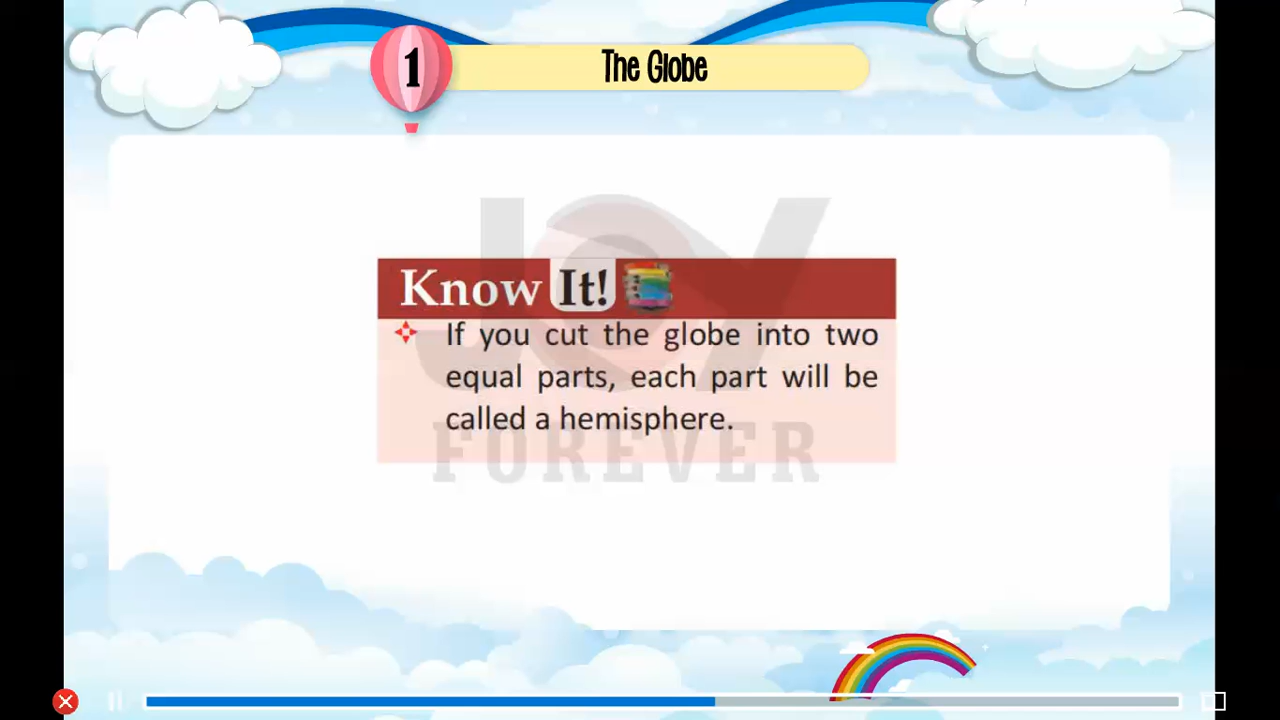 1
The Globe
Know It!
If you cut the globe into two
equal parts, each part will be
called a hemisphere.
JOY
FOREVER